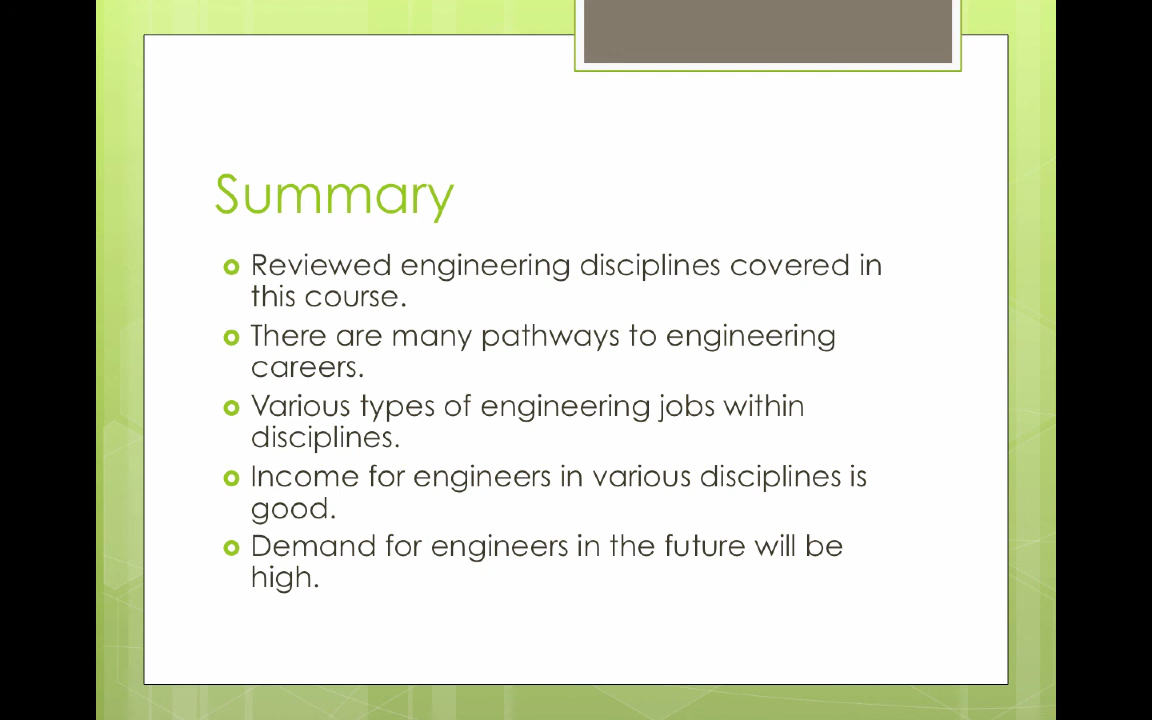 Summary
Reviewed engineering disciplines covered in
this course.
There are many pathways to engineering
careers.
Various types of engineering jobs within
disciplines.
Income for engineers in various disciplines is
good.
Demand for engineers in the future will be
high.